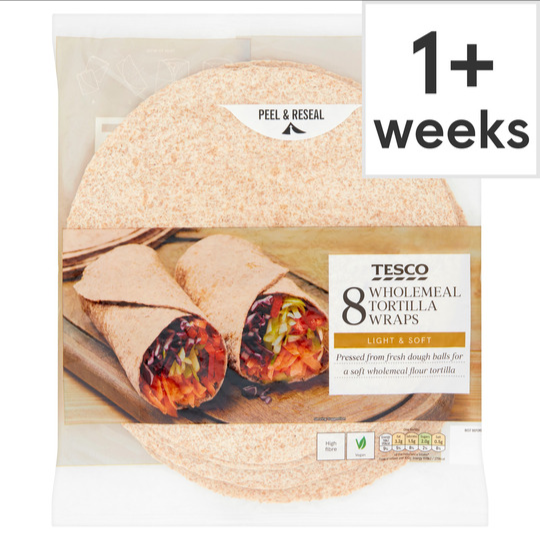 1+
weeks
PEEL & RESEAL
TESCO
8 WHOLEMEAL
TORTILLA
WRAPS
LIGHT & SOFT
Pressed from fresh dough balls for
a soft wholemeal flour tortilla
High
fibre
Vegan